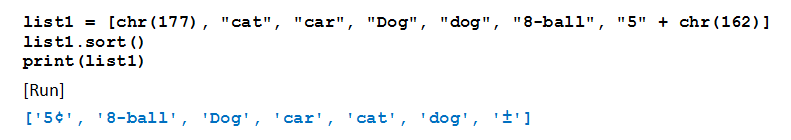 list1 = [chr(177), "cat", "car", "Dog", "dog", "8-ball", "5" + chr(162)]
list1.sort()
print(list1)
[Run]
['5¢', '8-ball', 'Dog', 'car', 'cat', 'dog', '±']